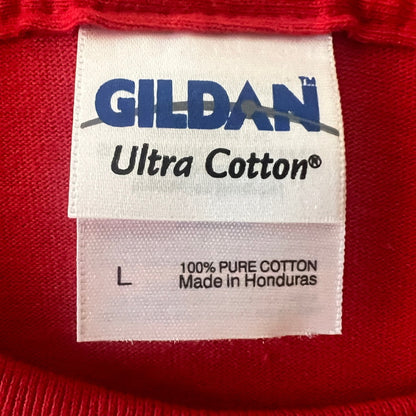 GILDAN™
Ultra Cotton®
L
100% PURE COTTON
Made in Honduras